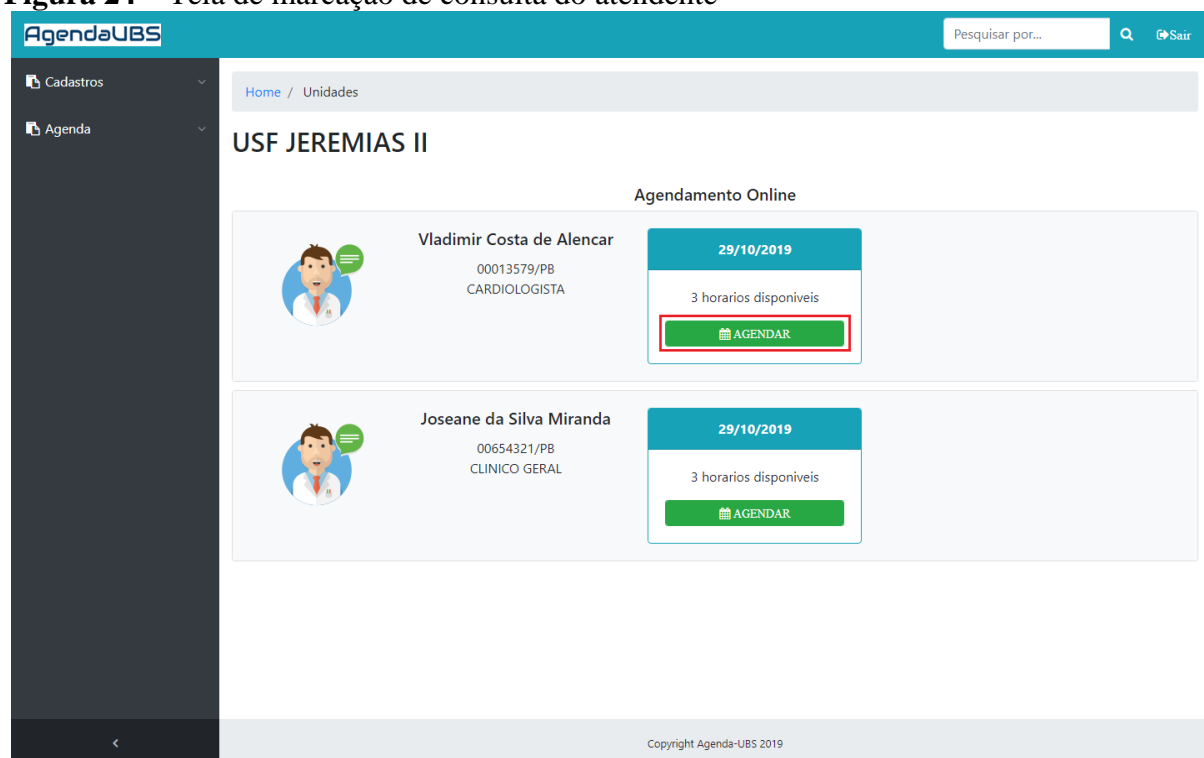 Figura 24 – Tela de marcação de consulta do atendente
AgendaUBS
Pesquisar por...
Sair
Cadastros
Home / Unidades
Agenda
USF JEREMIAS II
Agendamento Online
Vladimir Costa de Alencar
00013579/PB
CARDIOLOGISTA
29/10/2019
3 horarios disponiveis
AGENDAR
Joseane da Silva Miranda
00654321/PB
CLINICO GERAL
29/10/2019
3 horarios disponiveis
AGENDAR
Copyright Agenda-UBS 2019